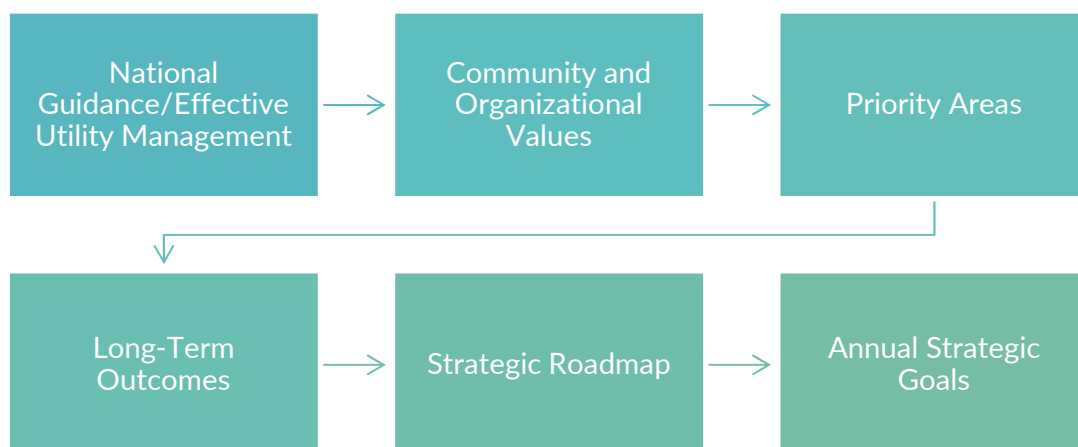 National
Guidance/Effective
Utility Management
Community and
Organizational
Values
Priority Areas
Long-Term
Outcomes
Strategic Roadmap
Annual Strategic
Goals